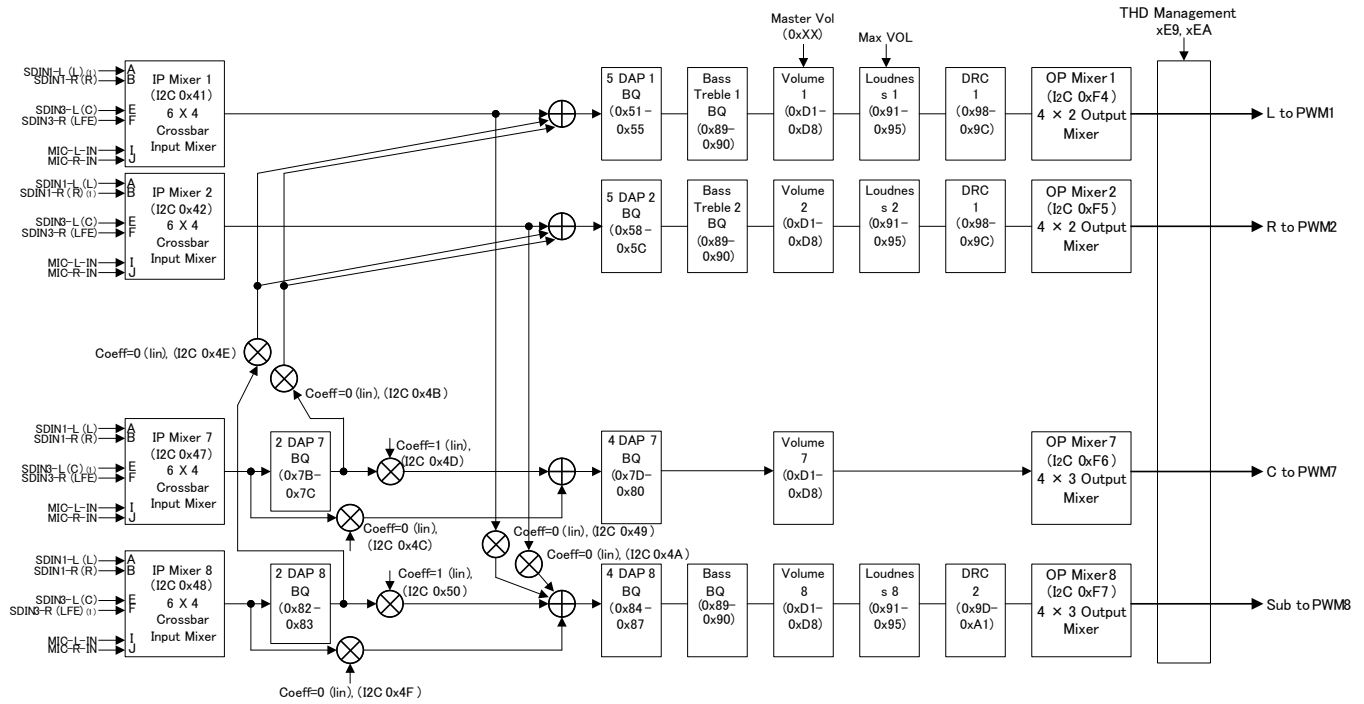 THD Management
xE9, xEA
Master Vol
(0xXX)
Max VOL
SDIN1-L (L) (1)
SDIN1-R (R)
SDIN3-L (C)
SDIN3-R (LFE)
MIC-L-IN
MIC-R-IN
A
B
E
F
I
J
IP Mixer 1
(I2C 0x41)
6 X 4
Crossbar
Input Mixer
5 DAP 1
BQ
(0x51-
0x55
Bass
Treble 1
BQ
(0x89-
0x90)
Volume
1
(0xD1-
0xD8)
Loudnes
s 1
(0x91-
0x95)
DRC
1
(0x98-
0x9C)
OP Mixer1
(I2C 0xF4)
4 × 2 Output
Mixer
L to PWM1
SDIN1-L (L)
SDIN1-R (R) (1)
SDIN3-L (C)
SDIN3-R (LFE)
MIC-L-IN
MIC-R-IN
A
B
E
F
I
J
IP Mixer 2
(I2C 0x42)
6 X 4
Crossbar
Input Mixer
5 DAP 2
BQ
(0x58-
0x5C
Bass
Treble 2
BQ
(0x89-
0x90)
Volume
2
(0xD1-
0xD8)
Loudnes
s 2
(0x91-
0x95)
DRC
1
(0x98-
0x9C)
OP Mixer2
(I2C 0xF5)
4 × 2 Output
Mixer
R to PWM2
Coeff=0 (lin), (I2C 0x4E)
Coeff=0 (lin), (I2C 0x4B)
SDIN1-L (L)
SDIN1-R (R)
SDIN3-L (C) (1)
SDIN3-R (LFE)
MIC-L-IN
MIC-R-IN
A
B
E
F
I
J
IP Mixer 7
(I2C 0x47)
6 X 4
Crossbar
Input Mixer
2 DAP 7
BQ
(0x7B-
0x7C
Coeff=1 (lin),
(I2C 0x4D)
Coeff=0 (lin),
(I2C 0x4C)
4 DAP 7
BQ
(0x7D-
0x80
Volume
7
(0xD1-
0xD8)
OP Mixer7
(I2C 0xF6)
4 × 3 Output
Mixer
C to PWM7
Coeff=0 (lin), (I2C 0x49)
Coeff=0 (lin), (I2C 0x4A)
SDIN1-L (L)
SDIN1-R (R)
SDIN3-L (C)
SDIN3-R (LFE) (1)
MIC-L-IN
MIC-R-IN
A
B
E
F
I
J
IP Mixer 8
(I2C 0x48)
6 X 4
Crossbar
Input Mixer
2 DAP 8
BQ
(0x82-
0x83
Coeff=1 (lin),
(I2C 0x50)
Coeff=0 (lin), (I2C 0x4F)
4 DAP 8
BQ
(0x84-
0x87
Bass
BQ
(0x89-
0x90)
Volume
8
(0xD1-
0xD8)
Loudnes
s 8
(0x91-
0x95)
DRC
2
(0x9D-
0xA1)
OP Mixer8
(I2C 0xF7)
4 × 3 Output
Mixer
Sub to PWM8